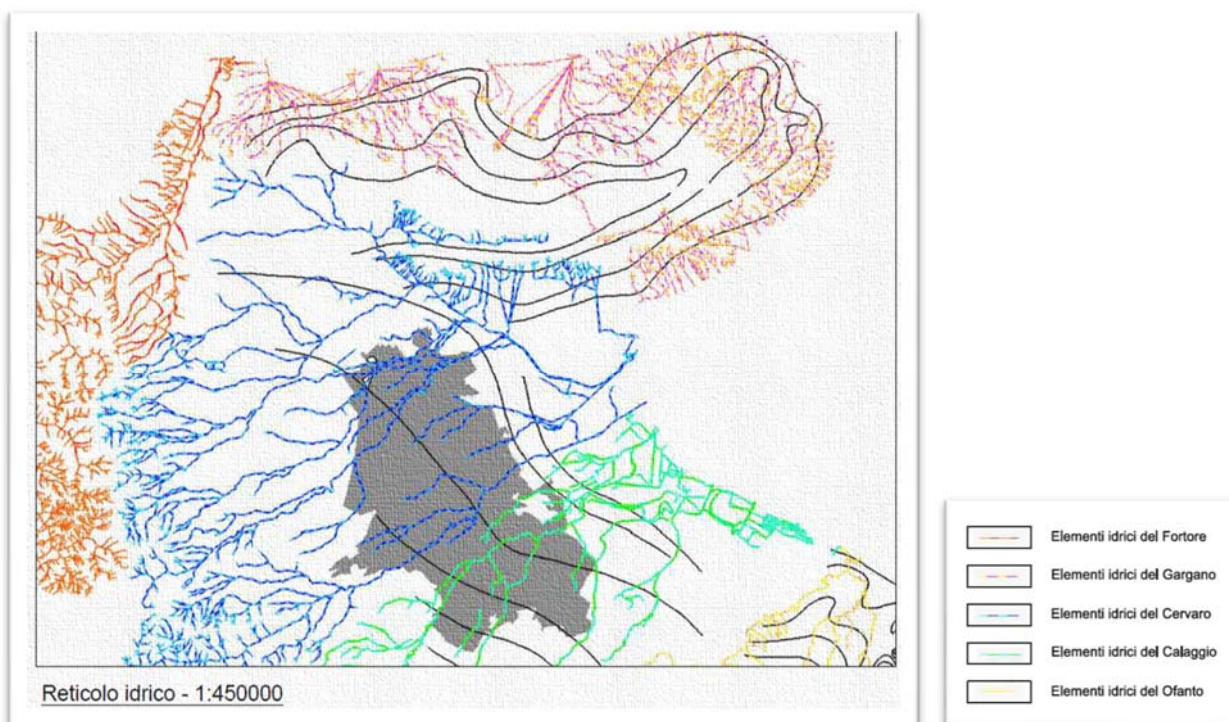 Reticolo idrico - 1:450000
Elementi idrici del Fortore
Elementi idrici del Gargano
Elementi idrici del Cervaro
Elementi idrici del Calaggio
Elementi idrici del Ofanto